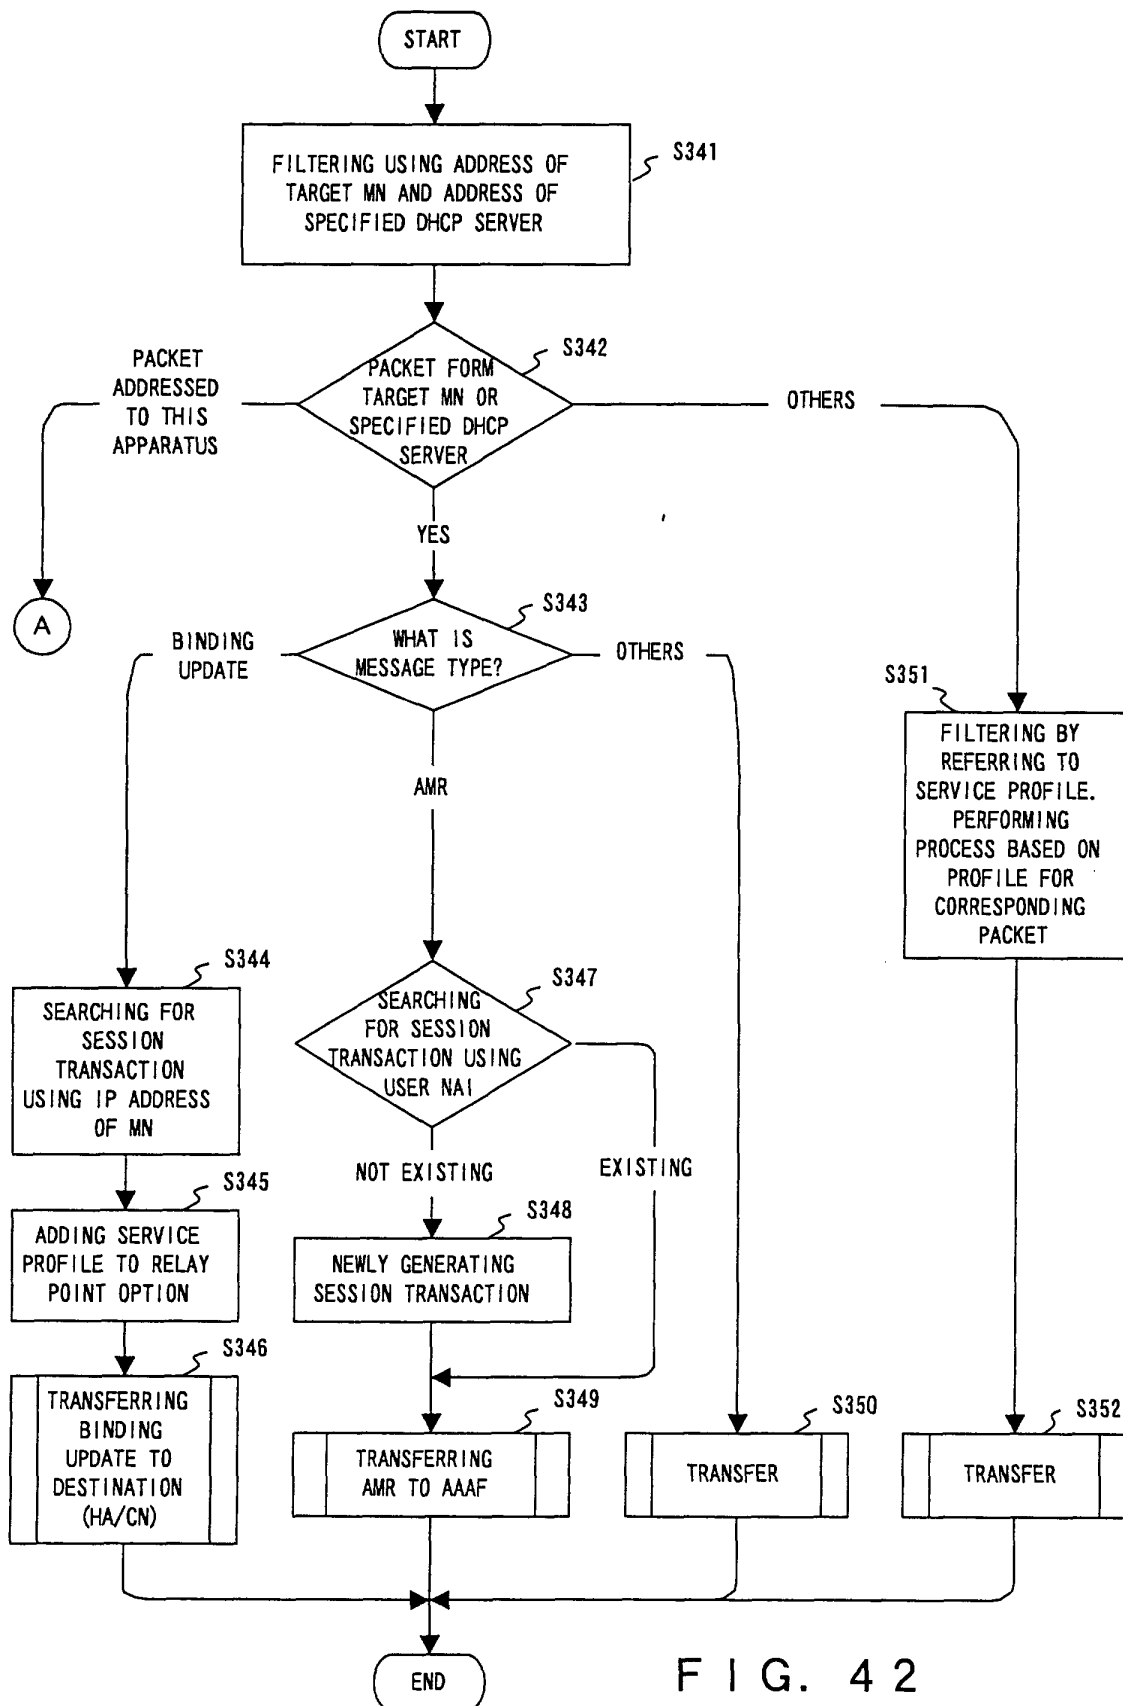 START
S341
FILTERING USING ADDRESS OF
TARGET MN AND ADDRESS OF
SPECIFIED DHCP SERVER
S342
PACKET FORM
TARGET MN OR
SPECIFIED DHCP
SERVER
PACKET
ADDRESSED
TO THIS
APPARATUS
OTHERS
YES
A
S343
WHAT IS
MESSAGE TYPE?
BINDING
UPDATE
OTHERS
AMR
S351
FILTERING BY
REFERRING TO
SERVICE PROFILE.
PERFORMING
PROCESS BASED ON
PROFILE FOR
CORRESPONDING
PACKET
S344
SEARCHING FOR
SESSION
TRANSACTION
USING IP ADDRESS
OF MN
S347
SEARCHING
FOR SESSION
TRANSACTION USING
USER NAI
NOT EXISTING
EXISTING
S345
ADDING SERVICE
PROFILE TO RELAY
POINT OPTION
S348
NEWLY GENERATING
SESSION TRANSACTION
S346
TRANSFERRING
BINDING
UPDATE TO
DESTINATION
(HA/CN)
S349
TRANSFERRING
AMR TO AAAF
S350
TRANSFER
S352
TRANSFER
END
FIG. 42